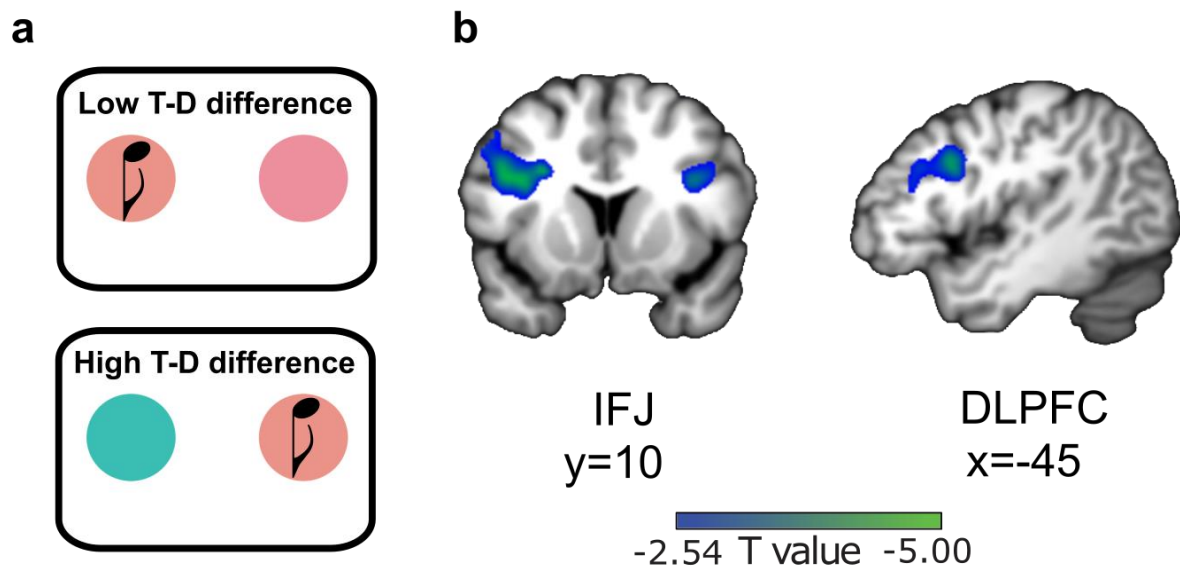 a
Low T-D difference
High T-D difference
b
IFJ
y=10
DLPFC
x=-45
-2.54 T value -5.00